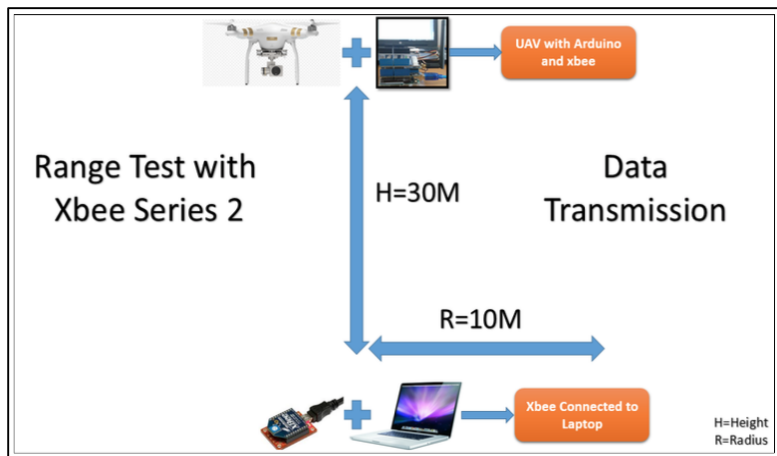 UAV with Arduino
and xbee
Range Test with
Xbee Series 2
H=30M
Data
Transmission
R=10M
Xbee Connected to
Laptop
H=Height
R=Radius